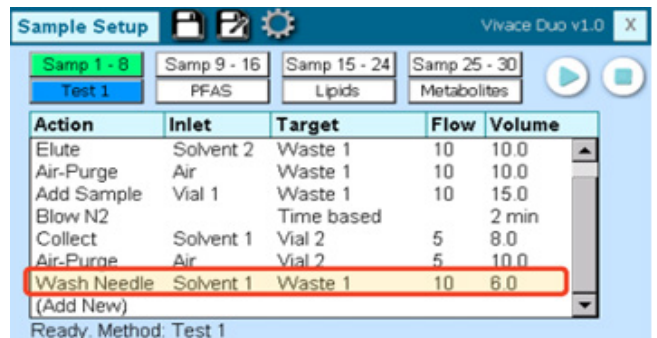 Sample Setup Vivace Duo v1.0 X
Samp 1 - 8 Samp 9 - 16 Samp 15 - 24 Samp 25 - 30
Test 1 PFAS Lipids Metabolites
Action Inlet Target Flow Volume
Elute Solvent 2 Waste 1 10 10.0
Air-Purge Air Waste 1 10 10.0
Add Sample Vial 1 Waste 1 10 15.0
Blow N2 Time based 2 min
Collect Solvent 1 Vial 2 5 8.0
Air-Purge Air Vial 2 5 10.0
Wash Needle Solvent 1 Waste 1 10 6.0
(Add New)
Ready. Method: Test 1